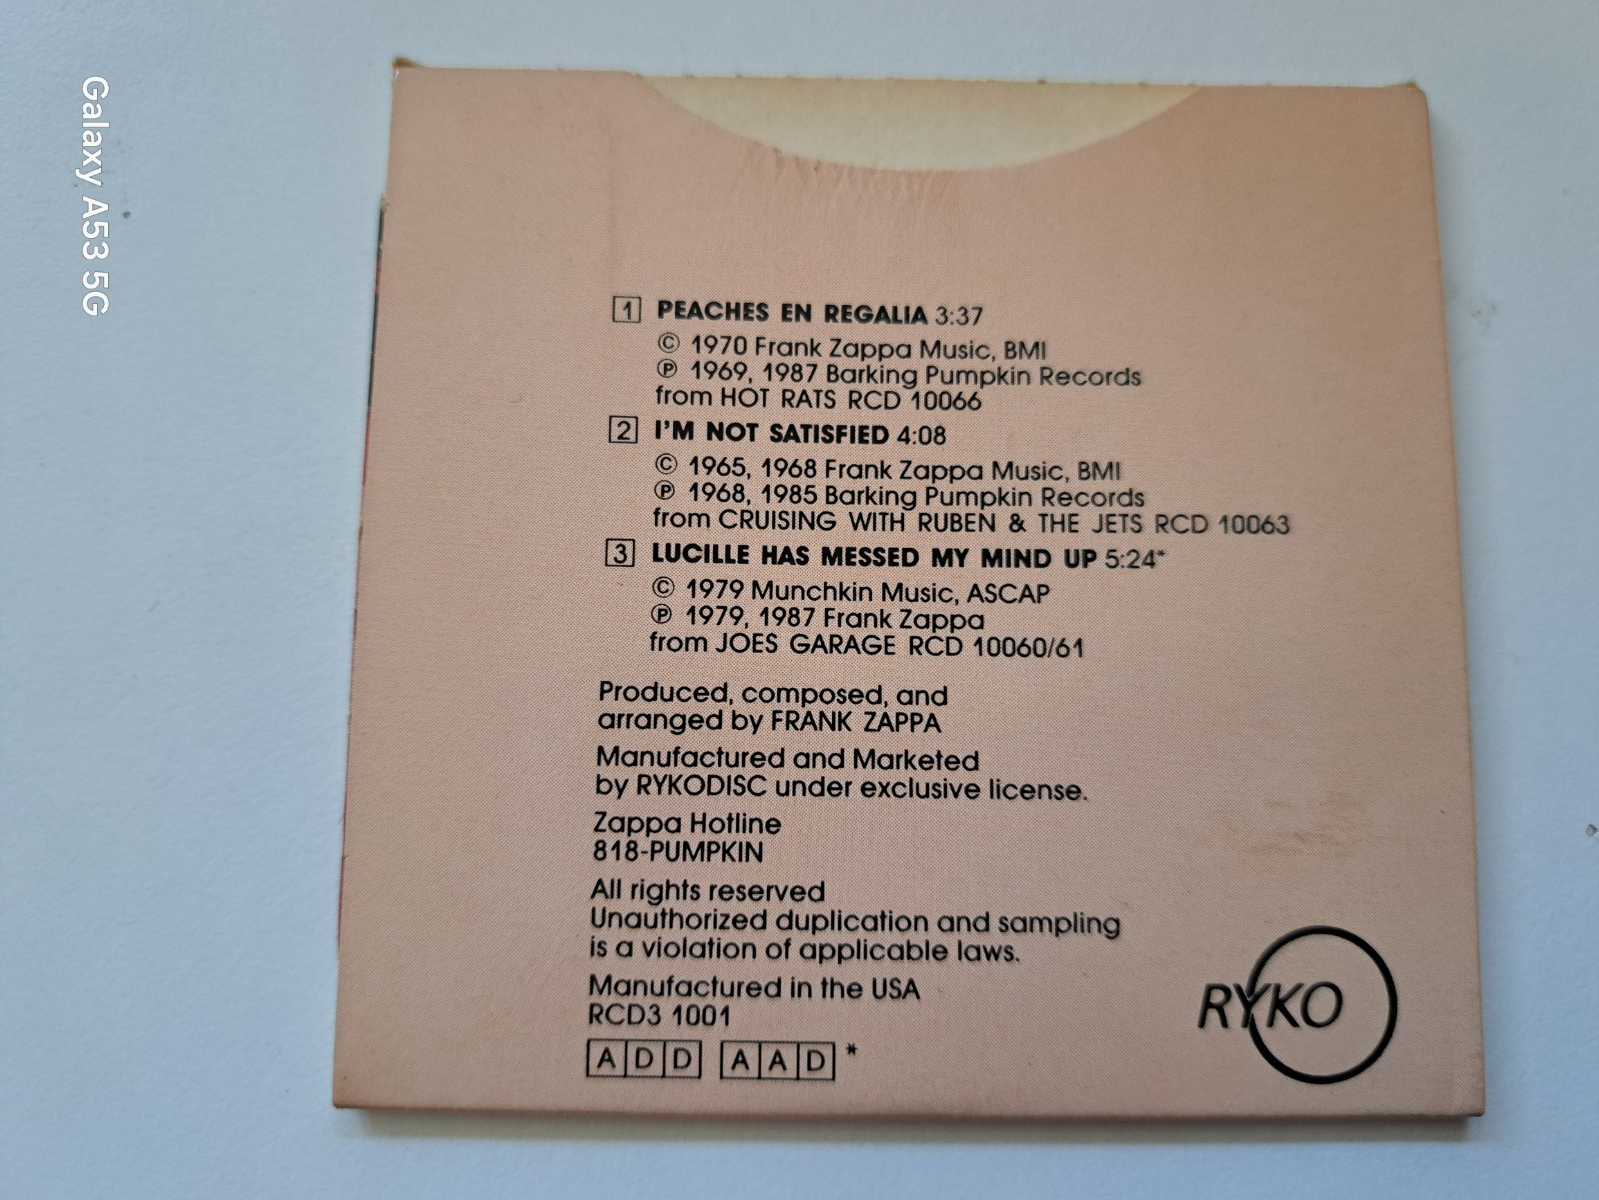 Galaxy A53 5G
1 PEACHES EN REGALIA 3:37
© 1970 Frank Zappa Music, BMI
℗ 1969, 1987 Barking Pumpkin Records
from HOT RATS RCD 10066
2 I'M NOT SATISFIED 4:08
© 1965, 1968 Frank Zappa Music, BMI
℗ 1968, 1985 Barking Pumpkin Records
from CRUISING WITH RUBEN & THE JETS RCD 10063
3 LUCILLE HAS MESSED MY MIND UP 5:24*
© 1979 Munchkin Music, ASCAP
℗ 1979, 1987 Frank Zappa
from JOES GARAGE RCD 10060/61
Produced, composed, and
arranged by FRANK ZAPPA
Manufactured and Marketed
by RYKODISC under exclusive license.
Zappa Hotline
818-PUMPKIN
All rights reserved
Unauthorized duplication and sampling
is a violation of applicable laws.
Manufactured in the USA
RCD3 1001
ADD AAD*
RYKO